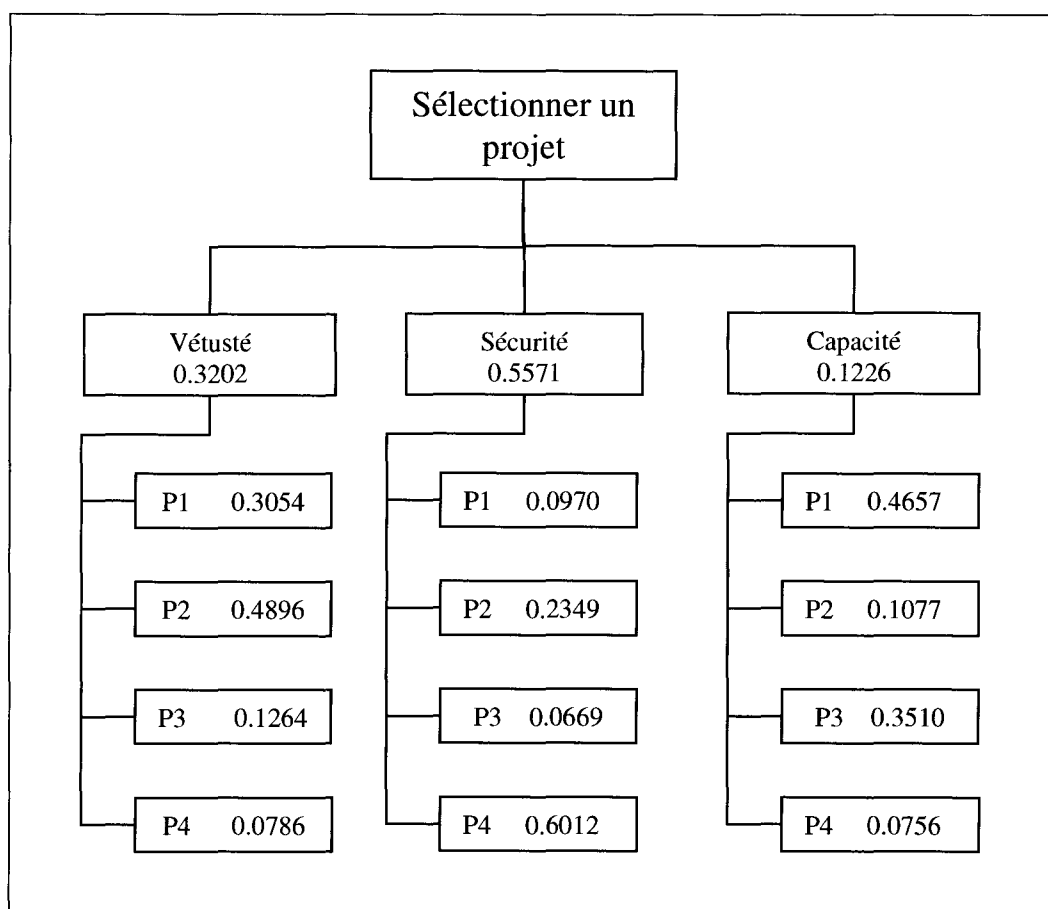 Sélectionner un
projet
Vétusté
0.3202
Sécurité
0.5571
Capacité
0.1226
P1 0.3054
P2 0.4896
P3 0.1264
P4 0.0786
P1 0.0970
P2 0.2349
P3 0.0669
P4 0.6012
P1 0.4657
P2 0.1077
P3 0.3510
P4 0.0756